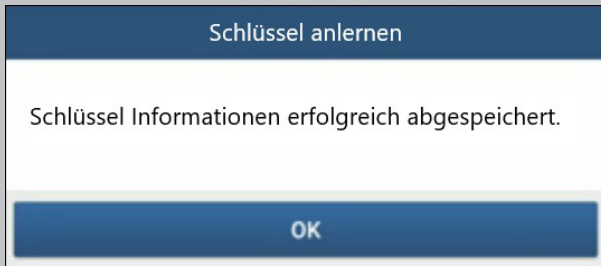 Schlüssel anlernen
Schlüssel Informationen erfolgreich abgespeichert.
OK